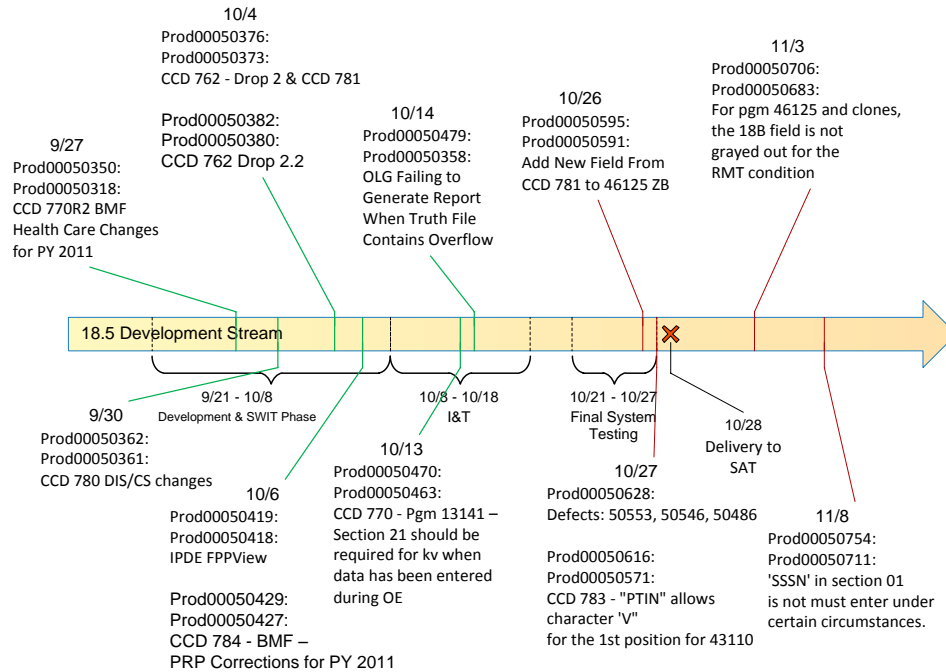 10/4
Prod00050376:
Prod00050373:
CCD 762 - Drop 2 & CCD 781
Prod00050382:
Prod00050380:
CCD 762 Drop 2.2
11/3
Prod00050706:
Prod00050683:
For pgm 46125 and clones,
the 18B field is not
grayed out for the
RMT condition
10/14
Prod00050479:
Prod00050358:
OLG Failing to
Generate Report
When Truth File
Contains Overflow
10/26
Prod00050595:
Prod00050591:
Add New Field From
CCD 781 to 46125 ZB
9/27
Prod00050350:
Prod00050318:
CCD 770R2 BMF
Health Care Changes
for PY 2011
18.5 Development Stream
9/21 - 10/8
Development & SWIT Phase
10/8 - 10/18
I&T
10/21 - 10/27
Final System
Testing
10/28
Delivery to
SAT
9/30
Prod00050362:
Prod00050361:
CCD 780 DIS/CS changes
10/6
Prod00050419:
Prod00050418:
IPDE FPPView
Prod00050429:
Prod00050427:
CCD 784 - BMF –
PRP Corrections for PY 2011
10/13
Prod00050470:
Prod00050463:
CCD 770 - Pgm 13141 –
Section 21 should be
required for kv when
data has been entered
during OE
10/27
Prod00050628:
Defects: 50553, 50546, 50486
Prod00050616:
Prod00050571:
CCD 783 - "PTIN" allows
character 'V"
for the 1st position for 43110
11/8
Prod00050754:
Prod00050711:
'SSSN' in section 01
is not must enter under
certain circumstances.